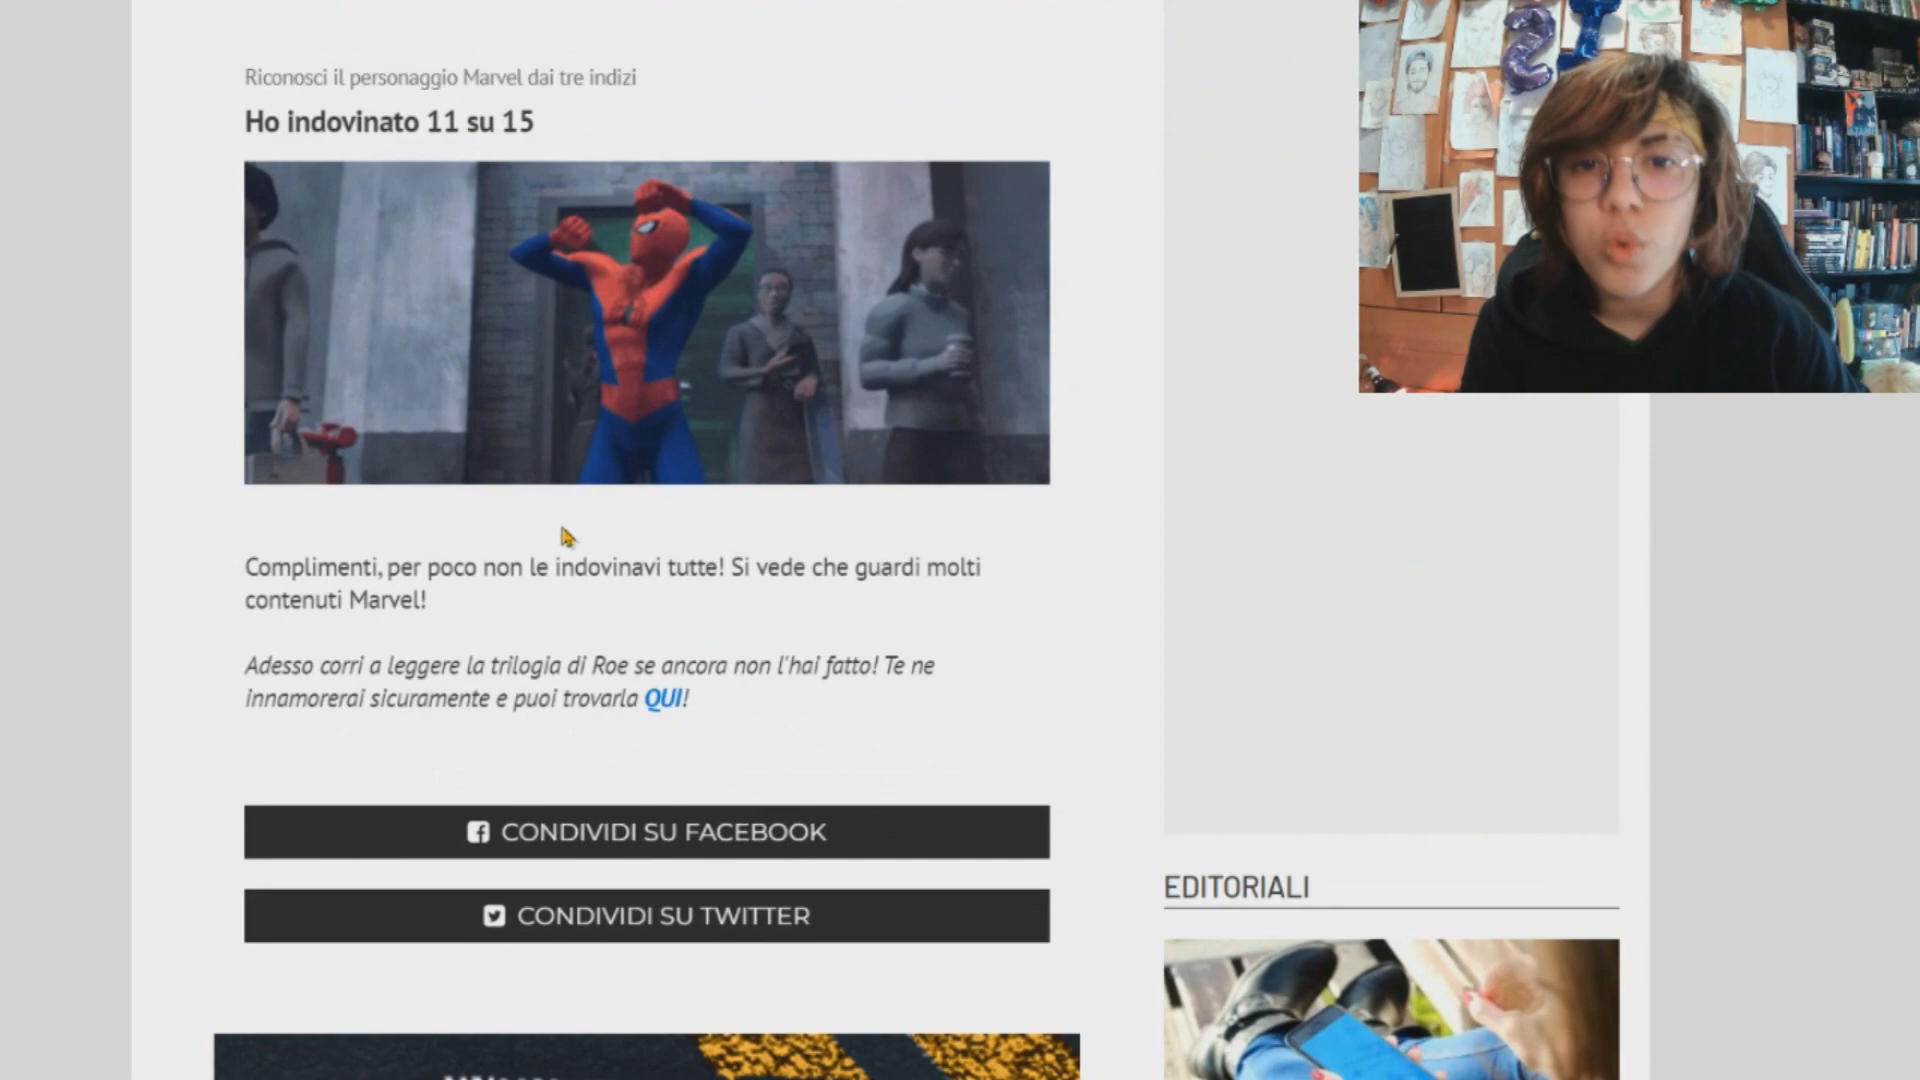 Riconosci il personaggio Marvel dai tre indizi
Ho indovinato 11 su 15
Complimenti, per poco non le indovinavi tutte! Si vede che guardi molti
contenuti Marvel!
Adesso corri a leggere la trilogia di Roe se ancora non l'hai fatto! Te ne
innamorerai sicuramente e puoi trovarla QUI!
CONDIVIDI SU FACEBOOK
CONDIVIDI SU TWITTER
EDITORIALI